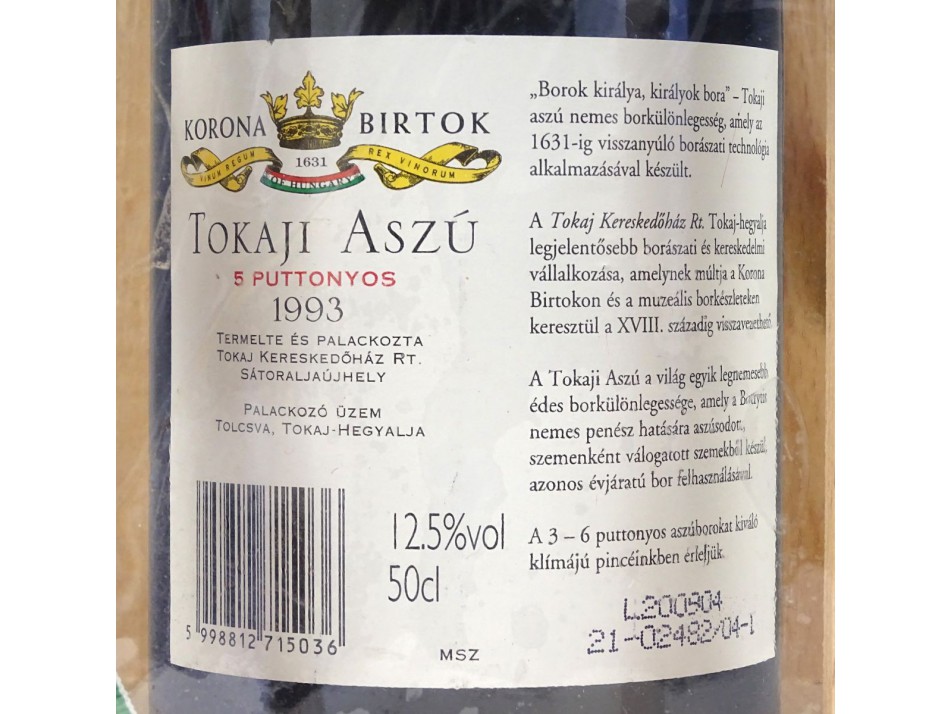 KORONA BIRTOK
VINUM REGUM
REX VINORUM
1631
OF HUNGARY
TOKAJI ASZÚ
5 PUTTONYOS
1993
TERMELTE ÉS PALACKOZTA
TOKAJ KERESKEDŐHÁZ RT.
SÁTORALJAÚJHELY
PALACKOZÓ ÜZEM
TOLCSVA, TOKAJ-HEGYALJA
12.5%vol
50cl
5 998812 715036
MSZ
„Borok királya, királyok bora” – Tokaji
aszú nemes borkülönlegesség, amely az
1631-ig visszanyúló borászati technológia
alkalmazásával készült.
A Tokaj Kereskedőház Rt. Tokaj-hegyalja
legjelentősebb borászati és kereskedelmi
vállalkozása, amelynek múltja a Korona
Birtokon és a muzeális borkészleteken
keresztül a XVIII. századig visszavezethető.
A Tokaji Aszú a világ egyik legnemesebb
édes borkülönlegessége, amely a Botrytis
nemes penész hatására aszúsodott,
szemenként válogatott szemekből készül,
azonos évjáratú bor felhasználásával.
A 3 – 6 puttonyos aszúborokat kiváló
klímájú pincéinkben érleljük.
L200904
21-02482/04-1